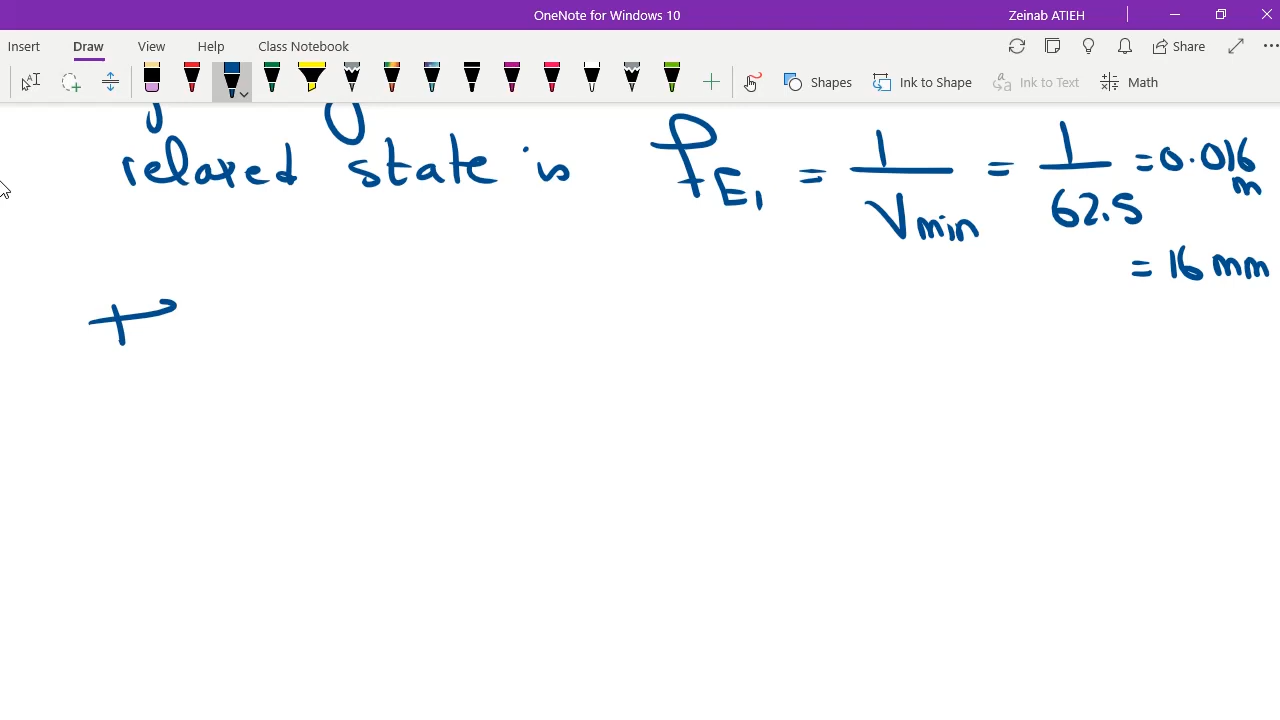 OneNote for Windows 10
Zeinab ATIEH
Insert Draw View Help Class Notebook
Share
Shapes Ink to Shape Ink to Text Math
relaxed state is f_E1 = 1/V_min = 1/62.5 = 0.016 m
= 16 mm